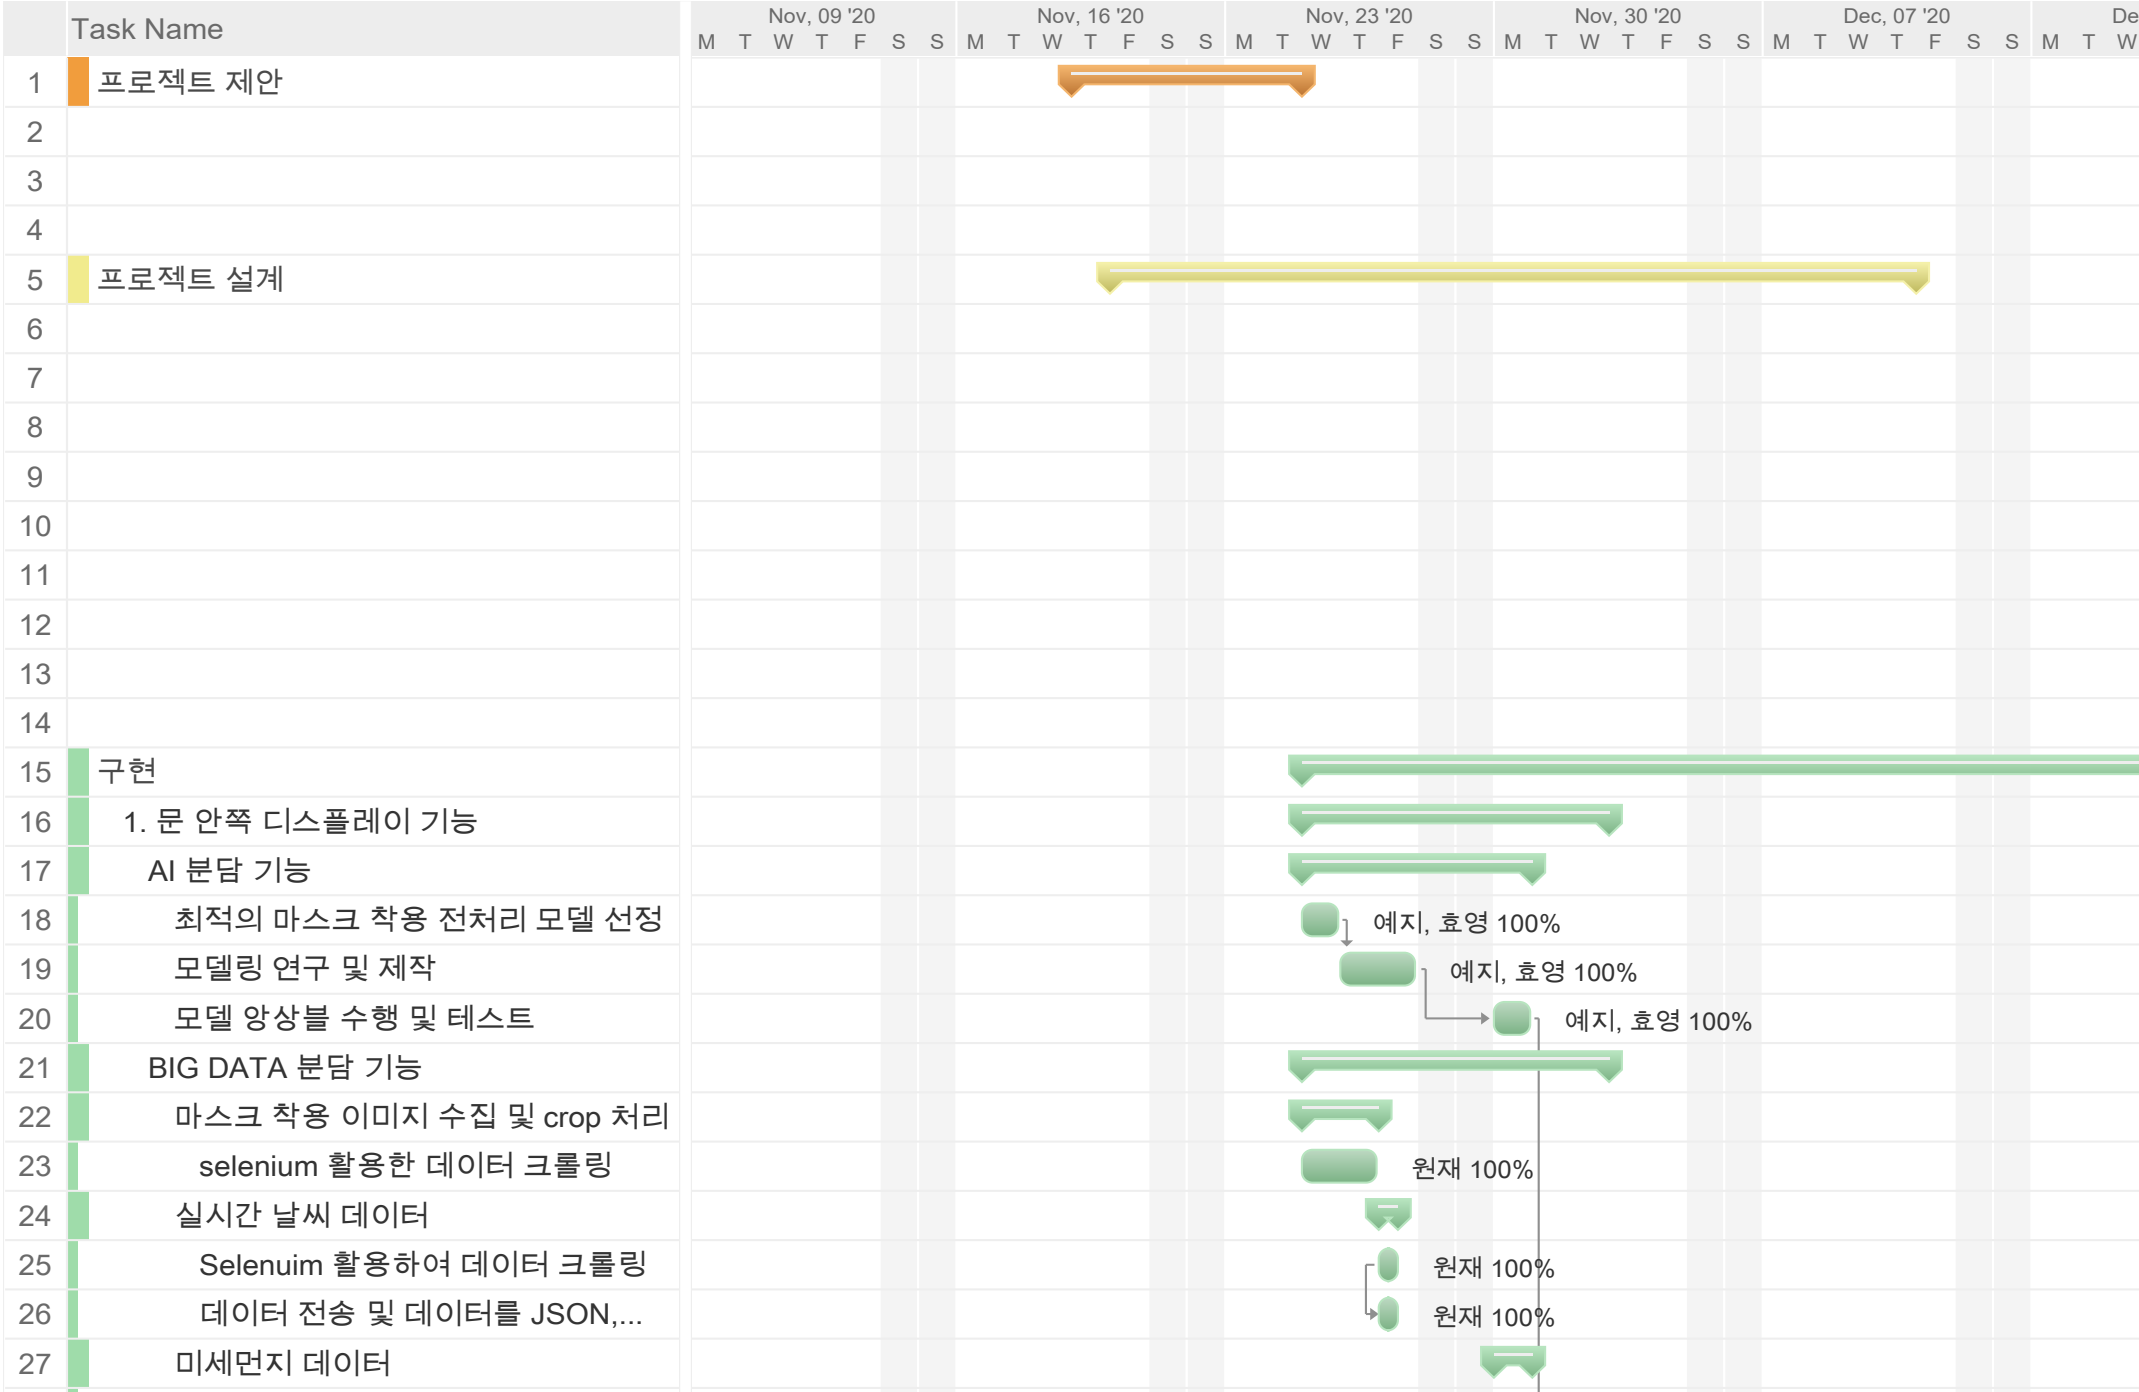 Task Name
Nov, 09 '20 Nov, 16 '20 Nov, 23 '20 Nov, 30 '20 Dec, 07 '20 De
M T W T F S S M T W T F S S M T W T F S S M T W T F S S M T W T F S S M T W
1 프로젝트 제안
2
3
4
5 프로젝트 설계
6
7
8
9
10
11
12
13
14
15 구현
16 1. 문 안쪽 디스플레이 기능
17 AI 분담 기능
18 최적의 마스크 착용 전처리 모델 선정 예지, 효영 100%
19 모델링 연구 및 제작 예지, 효영 100%
20 모델 앙상블 수행 및 테스트 예지, 효영 100%
21 BIG DATA 분담 기능
22 마스크 착용 이미지 수집 및 crop 처리
23 selenium 활용한 데이터 크롤링 원재 100%
24 실시간 날씨 데이터
25 Selenuim 활용하여 데이터 크롤링 원재 100%
26 데이터 전송 및 데이터를 JSON,... 원재 100%
27 미세먼지 데이터